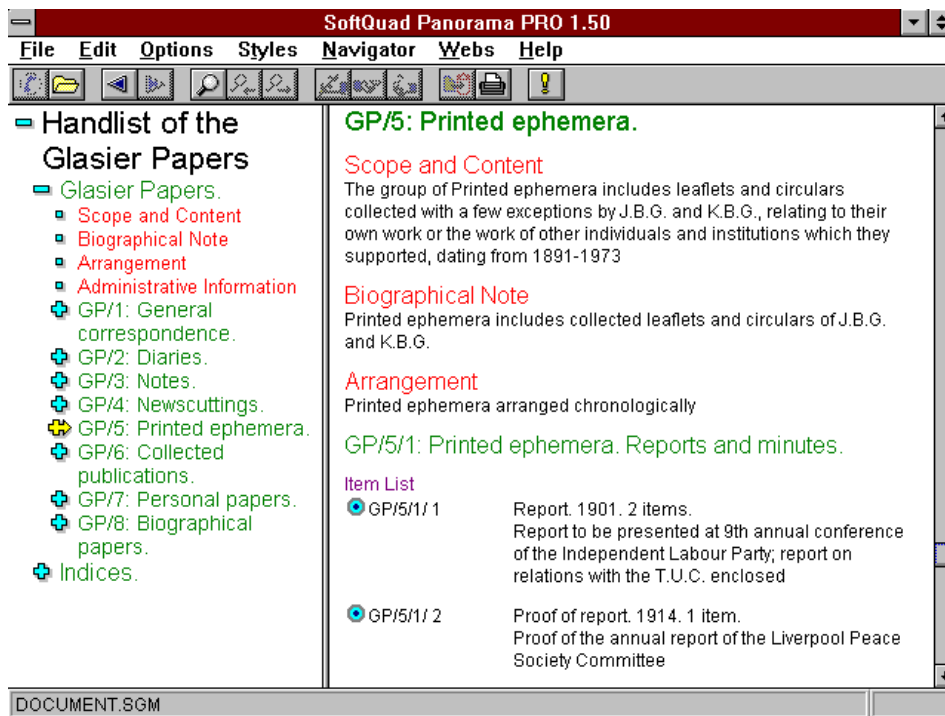 SoftQuad Panorama PRO 1.50
File Edit Options Styles Navigator Webs Help
Handlist of the
Glasier Papers
Glasier Papers.
Scope and Content
Biographical Note
Arrangement
Administrative Information
GP/1: General
correspondence.
GP/2: Diaries.
GP/3: Notes.
GP/4: Newscuttings.
GP/5: Printed ephemera.
GP/6: Collected
publications.
GP/7: Personal papers.
GP/8: Biographical
papers.
Indices.
GP/5: Printed ephemera.
Scope and Content
The group of Printed ephemera includes leaflets and circulars
collected with a few exceptions by J.B.G. and K.B.G., relating to their
own work or the work of other individuals and institutions which they
supported, dating from 1891-1973
Biographical Note
Printed ephemera includes collected leaflets and circulars of J.B.G.
and K.B.G.
Arrangement
Printed ephemera arranged chronologically
GP/5/1: Printed ephemera. Reports and minutes.
Item List
GP/5/1/ 1 Report. 1901. 2 items.
Report to be presented at 9th annual conference
of the Independent Labour Party; report on
relations with the T.U.C. enclosed
GP/5/1/ 2 Proof of report. 1914. 1 item.
Proof of the annual report of the Liverpool Peace
Society Committee
DOCUMENT.SGM